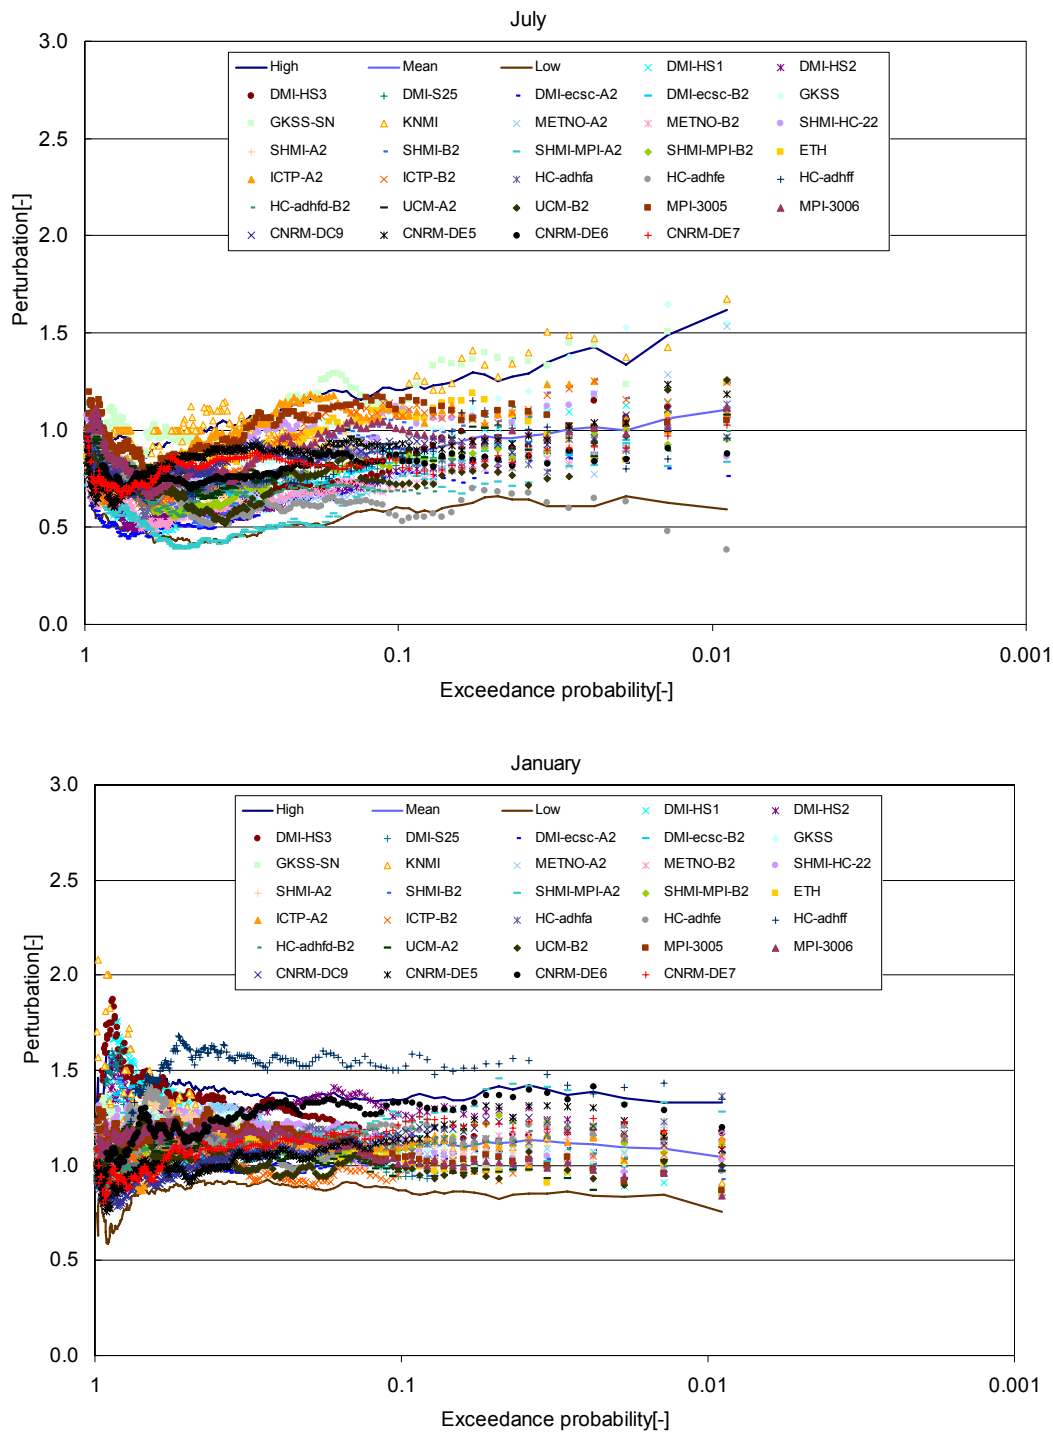 July
3.0
2.5
2.0
1.5
1.0
0.5
0.0
Perturbation[-]
High Mean Low DMI-HS1 DMI-HS2
DMI-HS3 DMI-S25 DMI-ecsc-A2 DMI-ecsc-B2 GKSS
GKSS-SN KNMI METNO-A2 METNO-B2 SHMI-HC-22
SHMI-A2 SHMI-B2 SHMI-MPI-A2 SHMI-MPI-B2 ETH
ICTP-A2 ICTP-B2 HC-adhfa HC-adhfe HC-adhff
HC-adhfd-B2 UCM-A2 UCM-B2 MPI-3005 MPI-3006
CNRM-DC9 CNRM-DE5 CNRM-DE6 CNRM-DE7
1 0.1 0.01 0.001
Exceedance probability[-]
January
3.0
2.5
2.0
1.5
1.0
0.5
0.0
Perturbation[-]
High Mean Low DMI-HS1 DMI-HS2
DMI-HS3 DMI-S25 DMI-ecsc-A2 DMI-ecsc-B2 GKSS
GKSS-SN KNMI METNO-A2 METNO-B2 SHMI-HC-22
SHMI-A2 SHMI-B2 SHMI-MPI-A2 SHMI-MPI-B2 ETH
ICTP-A2 ICTP-B2 HC-adhfa HC-adhfe HC-adhff
HC-adhfd-B2 UCM-A2 UCM-B2 MPI-3005 MPI-3006
CNRM-DC9 CNRM-DE5 CNRM-DE6 CNRM-DE7
1 0.1 0.01 0.001
Exceedance probability[-]